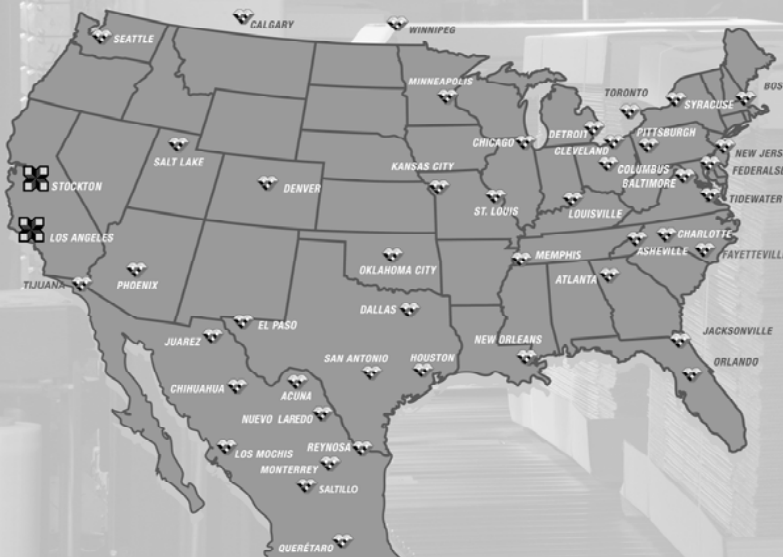 CALGARY
WINNIPEG
SEATTLE
MINNEAPOLIS
TORONTO
SYRACUSE
SALT LAKE
CHICAGO
DETROIT
PITTSBURGH
CLEVELAND
NEW JERS
KANSAS CITY
COLUMBUS
FEDERALSB
BALTIMORE
STOCKTON
DENVER
TIDEWATER
ST. LOUIS
LOUISVILLE
LOS ANGELES
CHARLOTTE
ASHEVILLE
MEMPHIS
FAYETTEVILL
OKLAHOMA CITY
TIJUANA
PHOENIX
ATLANTA
DALLAS
EL PASO
JACKSONVILLE
JUAREZ
NEW ORLEANS
SAN ANTONIO
HOUSTON
ORLANDO
CHIHUAHUA
ACUNA
NUEVO LAREDO
LOS MOCHIS
REYNOSA
MONTERREY
SALTILLO
QUERÉTARO